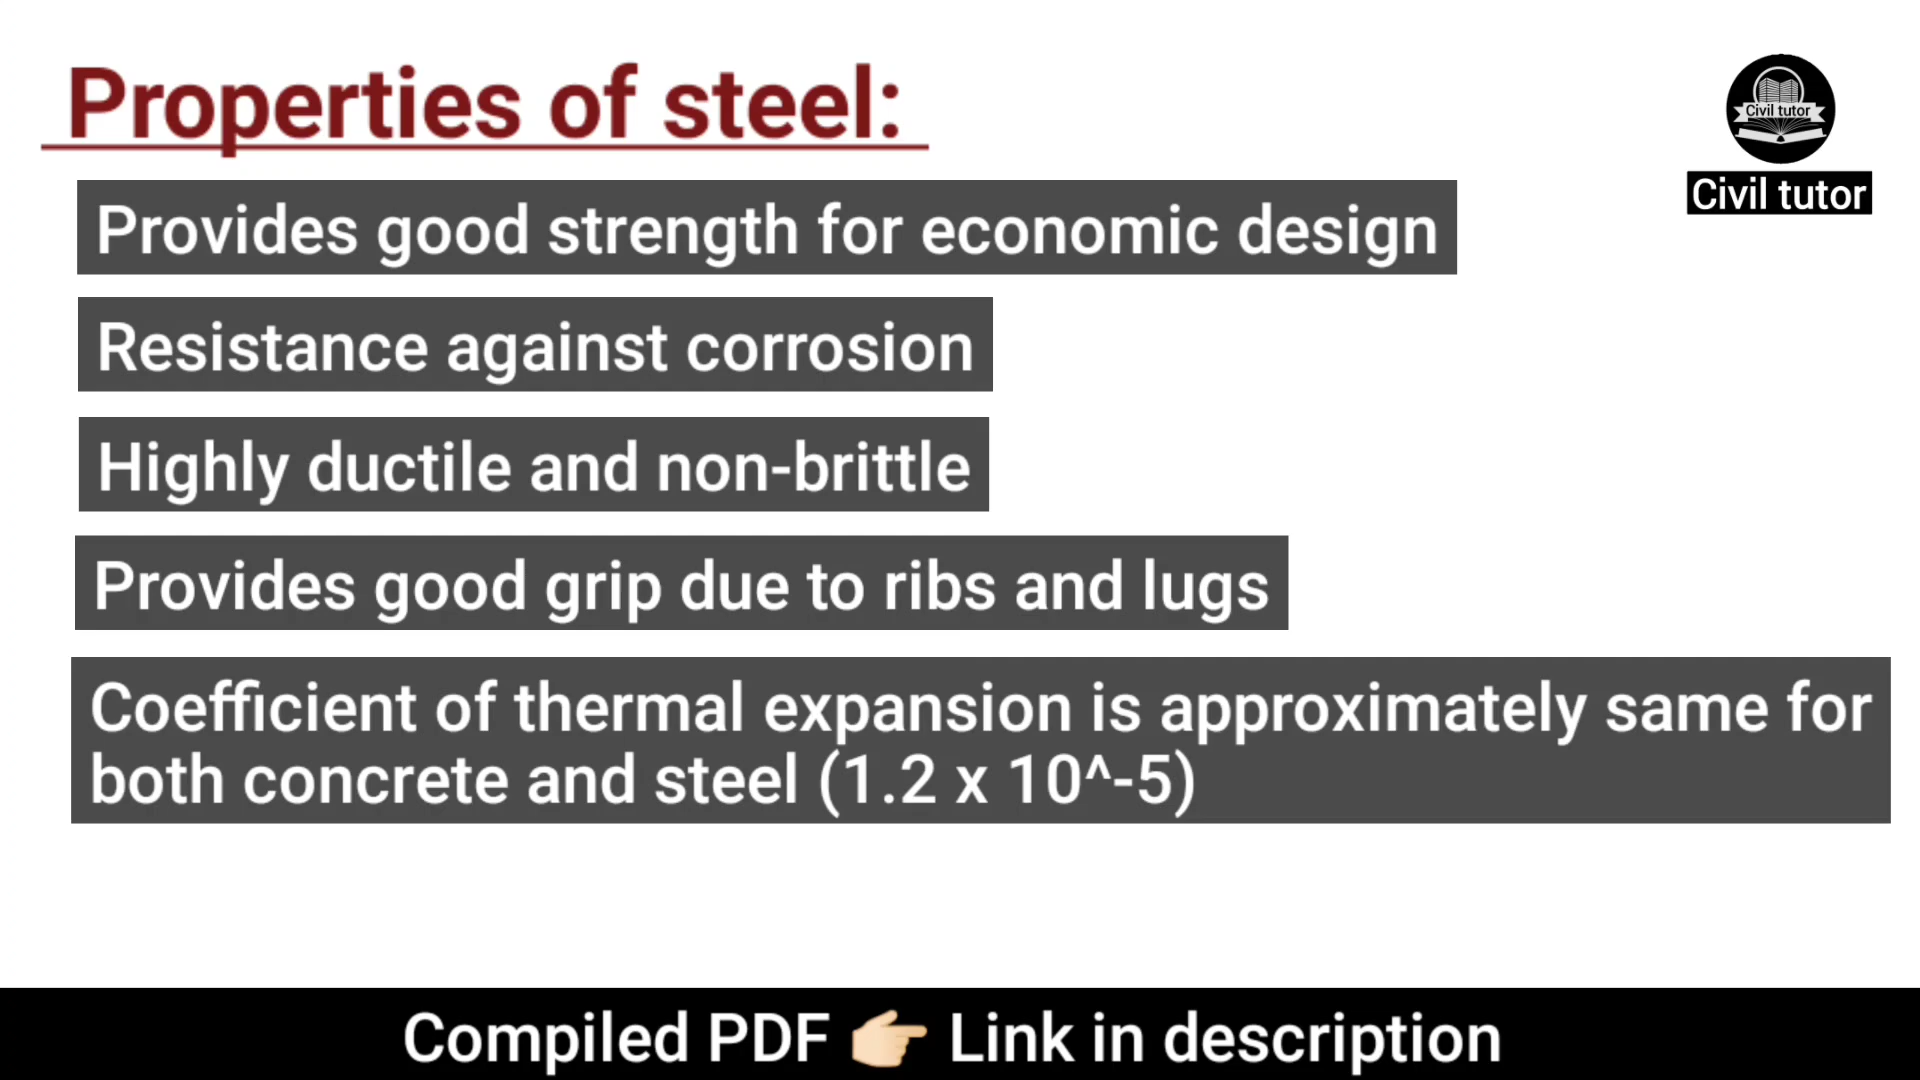 Properties of steel:
Civil tutor
Civil tutor
Provides good strength for economic design
Resistance against corrosion
Highly ductile and non-brittle
Provides good grip due to ribs and lugs
Coefficient of thermal expansion is approximately same for
both concrete and steel (1.2 x 10^-5)
Compiled PDF 👉🏻 Link in description